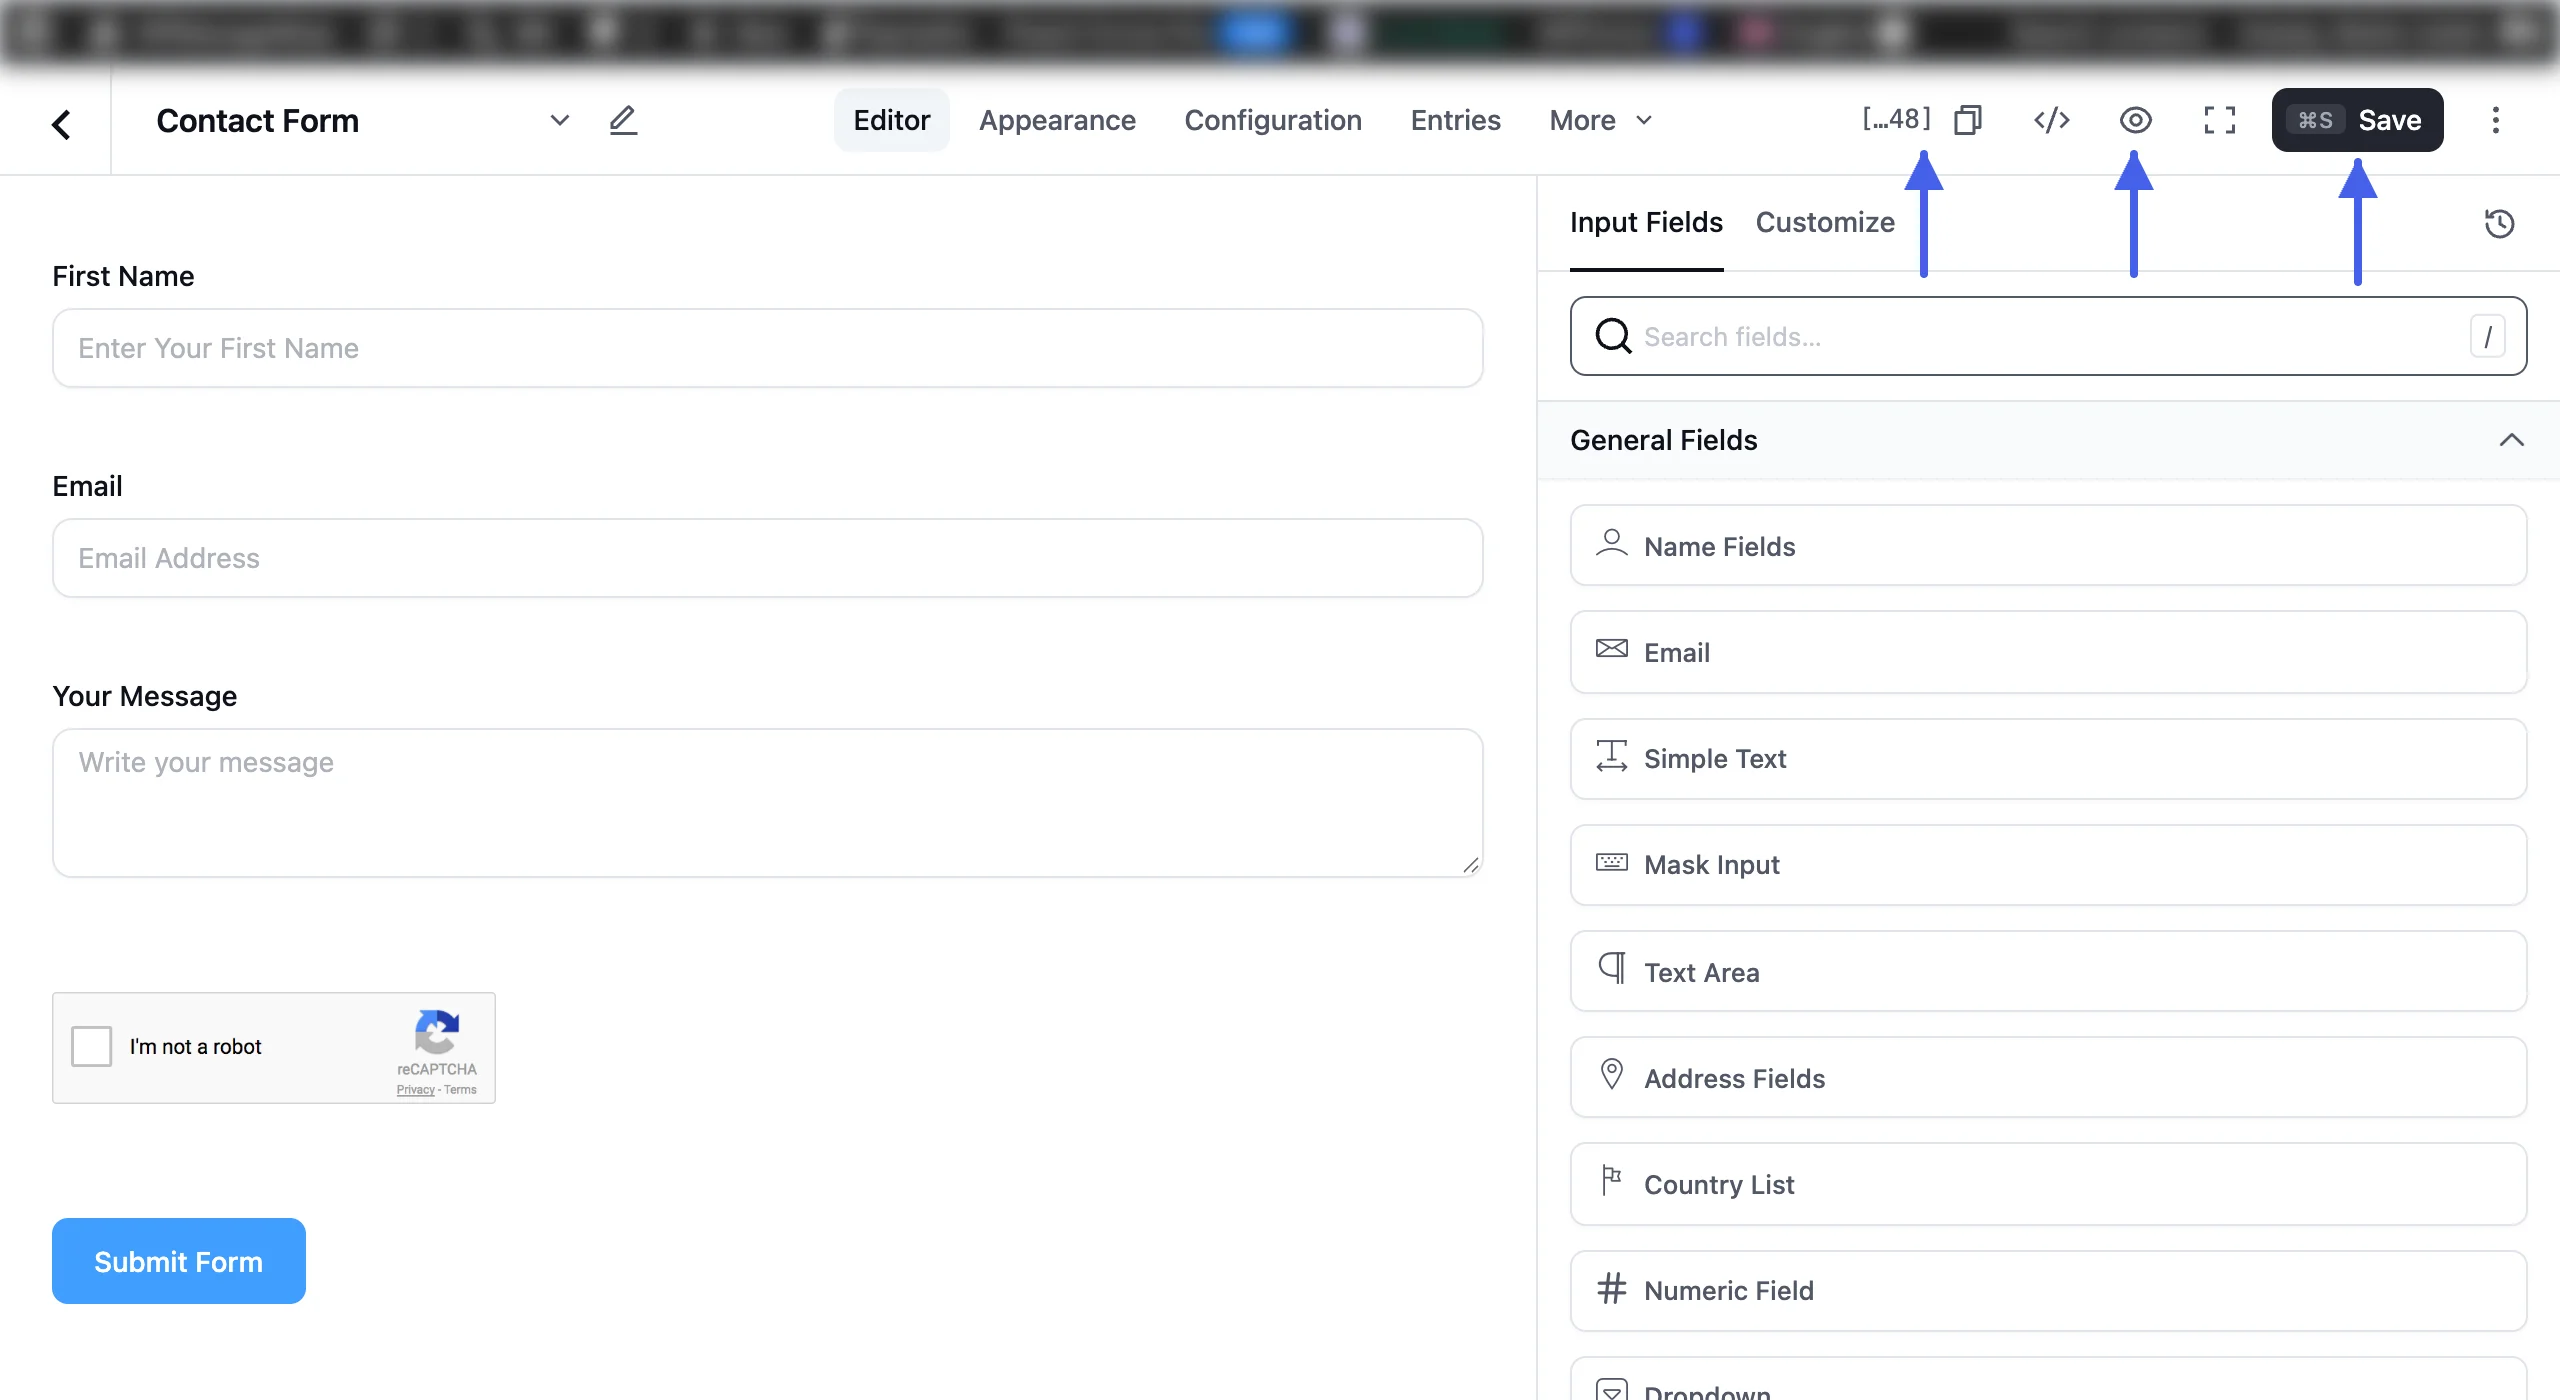 Contact Form
Editor
Appearance
Configuration
Entries
More
[...48]
</>
⌘S Save
Input Fields
Customize
Search fields...
/
General Fields
Name Fields
Email
Simple Text
Mask Input
Text Area
Address Fields
Country List
Numeric Field
Dropdown
First Name
Enter Your First Name
Email
Email Address
Your Message
Write your message
I'm not a robot
reCAPTCHA
Privacy - Terms
Submit Form